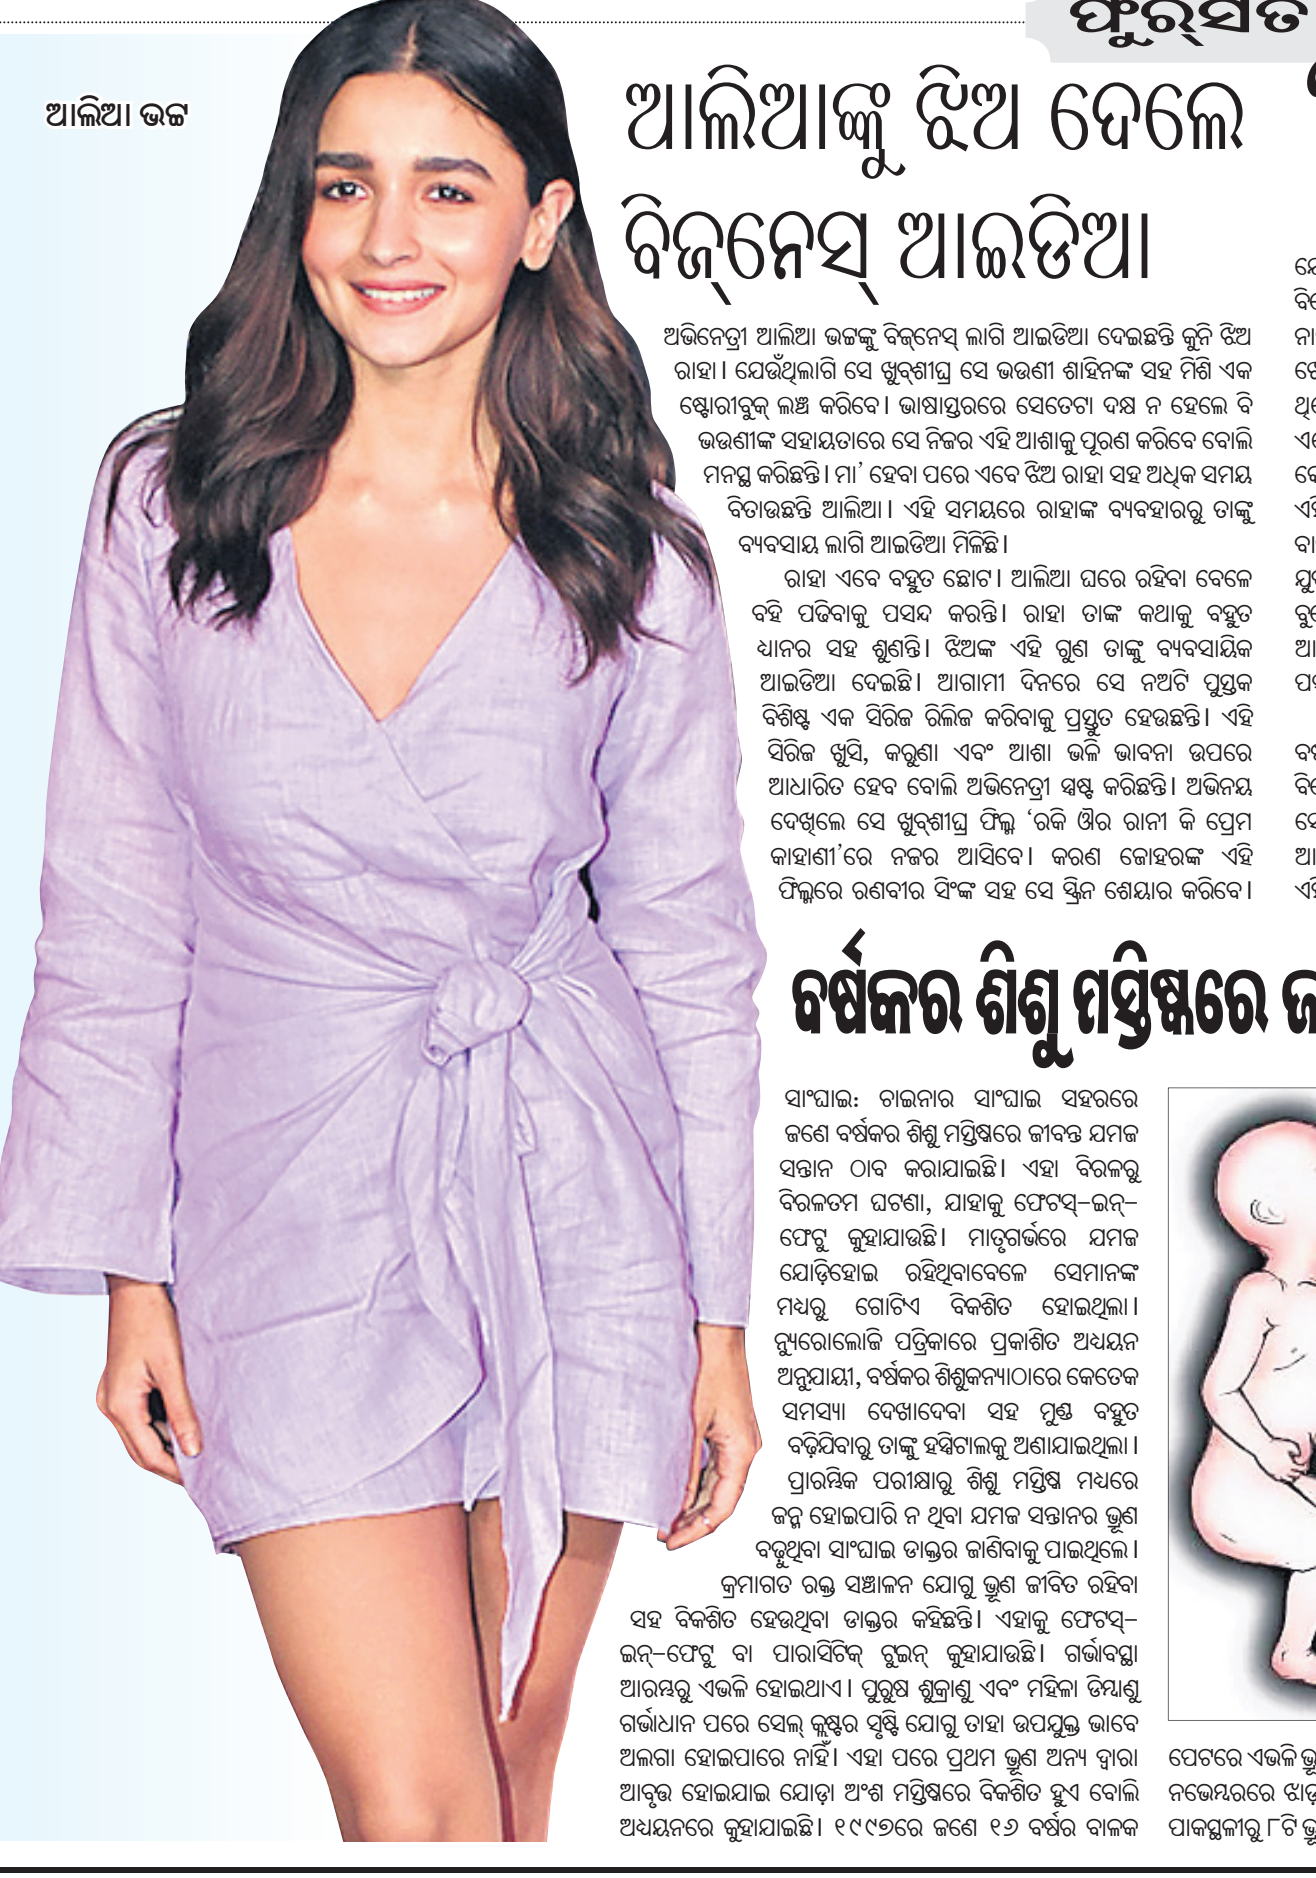 ଫୁର୍‌ସତ
ଆଲିଆ ଭଟ୍ଟ
ଆଲିଆଙ୍କୁ ଝିଅ ଦେଲେ
ବିଜ୍‌ନେସ୍ ଆଇଡିଆ
ଅଭିନେତ୍ରୀ ଆଲିଆ ଭଟ୍ଟଙ୍କୁ ବିଜ୍‌ନେସ୍ ଲାଗି ଆଇଡିଆ ଦେଇଛନ୍ତି କୁନି ଝିଅ
ରାହା। ଯେଉଁଥିଲାଗି ସେ ଖୁବ୍‌ଶୀଘ୍ର ସେ ଭଉଣୀ ଶାହିନଙ୍କ ସହ ମିଶି ଏକ
ଷ୍ଟୋରୀବୁକ୍ ଲଞ୍ଚ କରିବେ। ଭାଷାସ୍ତରରେ ସେତେଟା ଦକ୍ଷ ନ ହେଲେ ବି
ଭଉଣୀଙ୍କ ସହାୟତାରେ ସେ ନିଜର ଏହି ଆଶାକୁ ପୂରଣ କରିବେ ବୋଲି
ମନସ୍ଥ କରିଛନ୍ତି। ମା’ ହେବା ପରେ ଏବେ ଝିଅ ରାହା ସହ ଅଧିକ ସମୟ
ବିତାଉଛନ୍ତି ଆଲିଆ। ଏହି ସମୟରେ ରାହାଙ୍କ ବ୍ୟବହାରରୁ ତାଙ୍କୁ
ବ୍ୟବସାୟ ଲାଗି ଆଇଡିଆ ମିଳିଛି।
ରାହା ଏବେ ବହୁତ ଛୋଟ। ଆଲିଆ ଘରେ ରହିବା ବେଳେ
ବହି ପଢିବାକୁ ପସନ୍ଦ କରନ୍ତି। ରାହା ତାଙ୍କ କଥାକୁ ବହୁତ
ଧାନର ସହ ଶୁଣନ୍ତି। ଝିଅଙ୍କ ଏହି ଗୁଣ ତାଙ୍କୁ ବ୍ୟବସାୟିକ
ଆଇଡିଆ ଦେଇଛି। ଆଗାମୀ ଦିନରେ ସେ ନଅଟି ପୁସ୍ତକ
ବିଶିଷ୍ଟ ଏକ ସିରିଜ ରିଲିଜ କରିବାକୁ ପ୍ରସ୍ତୁତ ହେଉଛନ୍ତି। ଏହି
ସିରିଜ ଖୁସି, କରୁଣା ଏବଂ ଆଶା ଭଳି ଭାବନା ଉପରେ
ଆଧାରିତ ହେବ ବୋଲି ଅଭିନେତ୍ରୀ ସ୍ପଷ୍ଟ କରିଛନ୍ତି। ଅଭିନୟ
ଦେଖିଲେ ସେ ଖୁବ୍‌ଶୀଘ୍ର ଫିଲ୍ମ ‘ରକି ଔର ରାନୀ କି ପ୍ରେମ
କାହାଣୀ’ରେ ନଜର ଆସିବେ। କରଣ ଜୋହରଙ୍କ ଏହି
ଫିଲ୍ମରେ ରଣବୀର ସିଂଙ୍କ ସହ ସେ ସ୍କ୍ରିନ ଶେୟାର କରିବେ।
ବର୍ଷକର ଶିଶୁ ମସ୍ତିଷ୍କରେ
ସାଂଘାଇ: ଚାଇନାର ସାଂଘାଇ ସହରରେ
ଜଣେ ବର୍ଷକର ଶିଶୁ ମସ୍ତିଷ୍କରେ ଜୀବନ୍ତ ଯମଜ
ସନ୍ତାନ ଠାବ କରାଯାଇଛି। ଏହା ବିରଳରୁ
ବିରଳତମ ଘଟଣା, ଯାହାକୁ ଫେଟସ୍‌–ଇନ୍‌–
ଫେଟୁ କୁହାଯାଉଛି। ମାତୃଗର୍ଭରେ ଯମଜ
ଯୋଡ଼ିହୋଇ ରହିଥିବାବେଳେ ସେମାନଙ୍କ
ମଧ୍ୟରୁ ଗୋଟିଏ ବିକଶିତ ହୋଇଥିଲା।
ନ୍ୟୁରୋଲୋଜି ପତ୍ରିକାରେ ପ୍ରକାଶିତ ଅଧ୍ୟୟନ
ଅନୁଯାୟୀ, ବର୍ଷକର ଶିଶୁକନ୍ୟାଠାରେ କେତେକ
ସମସ୍ୟା ଦେଖାଦେବା ସହ ମୁଣ୍ଡ ବହୁତ
ବଢ଼ିଯିବାରୁ ତାଙ୍କୁ ହସ୍ପିଟାଲକୁ ଅଣାଯାଇଥିଲା।
ପ୍ରାରମ୍ଭିକ ପରୀକ୍ଷାରୁ ଶିଶୁ ମସ୍ତିଷ୍କ ମଧ୍ୟରେ
ଜନ୍ମ ହୋଇପାରି ନ ଥିବା ଯମଜ ସନ୍ତାନର ଭ୍ରୂଣ
ବଢୁଥିବା ସାଂଘାଇ ଡାକ୍ତର ଜାଣିବାକୁ ପାଇଥିଲେ।
କ୍ରମାଗତ ରକ୍ତ ସଞ୍ଚାଳନ ଯୋଗୁ ଭ୍ରୂଣ ଜୀବିତ ରହିବା
ସହ ବିକଶିତ ହେଉଥିବା ଡାକ୍ତର କହିଛନ୍ତି। ଏହାକୁ ଫେଟସ୍‌–
ଇନ୍‌–ଫେଟୁ ବା ପାରାସିଟିକ୍ ଟୁଇନ୍ କୁହାଯାଉଛି। ଗର୍ଭାବସ୍ଥା
ଆରମ୍ଭରୁ ଏଭଳି ହୋଇଥାଏ। ପୁରୁଷ ଶୁକ୍ରାଣୁ ଏବଂ ମହିଳା ଡିମ୍ବାଣୁ
ଗର୍ଭାଧାନ ପରେ ସେଲ୍ କ୍ଲଷ୍ଟର ସୃଷ୍ଟି ଯୋଗୁ ତାହା ଉପଯୁକ୍ତ ଭାବେ
ଅଲଗା ହୋଇପାରେ ନାହିଁ। ଏହା ପରେ ପ୍ରଥମ ଭ୍ରୂଣ ଅନ୍ୟ ଦ୍ୱାରା
ଆବୃତ୍ତ ହୋଇଯାଇ ଯୋଡ଼ା ଅଂଶ ମସ୍ତିଷ୍କରେ ବିକଶିତ ହୁଏ ବୋଲି
ଅଧ୍ୟୟନରେ କୁହାଯାଇଛି। ୧୯୯୭ରେ ଜଣେ ୧୬ ବର୍ଷର ବାଳକ
ପେଟରେ ଏଭଳି
ନଭେମ୍ବରରେ
ପାକସ୍ଥଳୀରୁ ୮ଟି